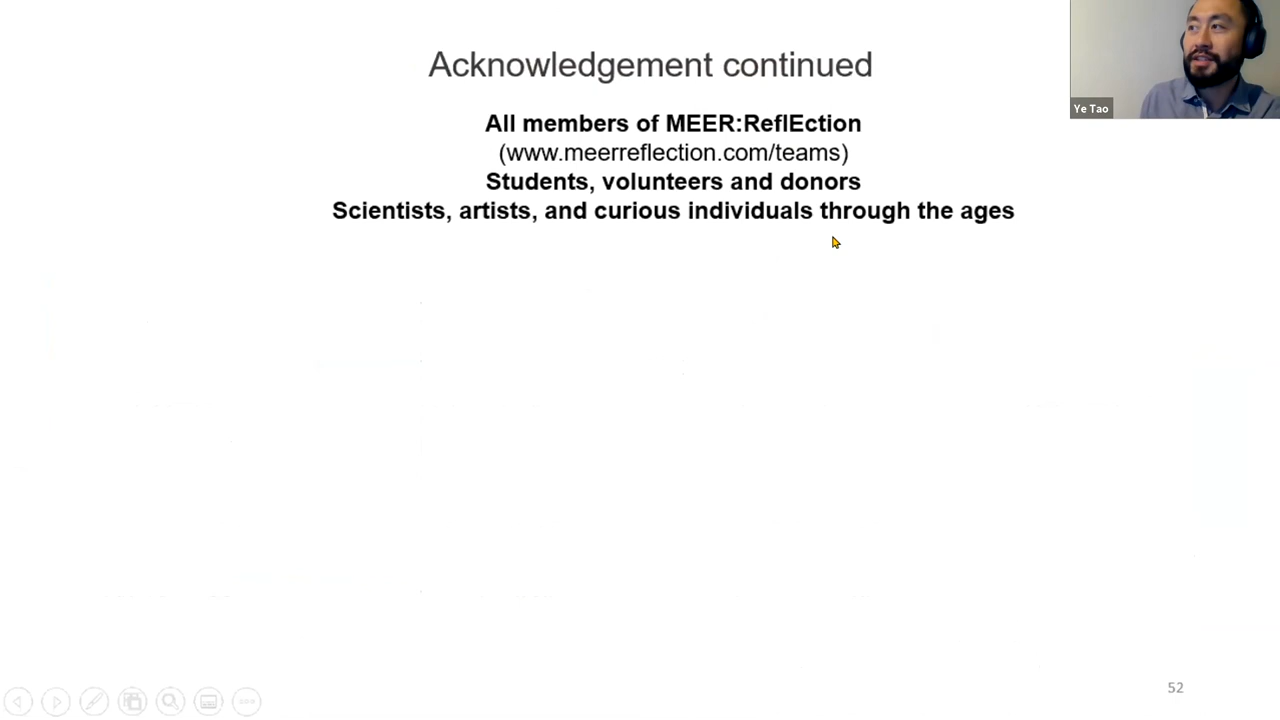 Acknowledgement continued
Ye Tao
All members of MEER:ReflEction
(www.meerreflection.com/teams)
Students, volunteers and donors
Scientists, artists, and curious individuals through the ages
52